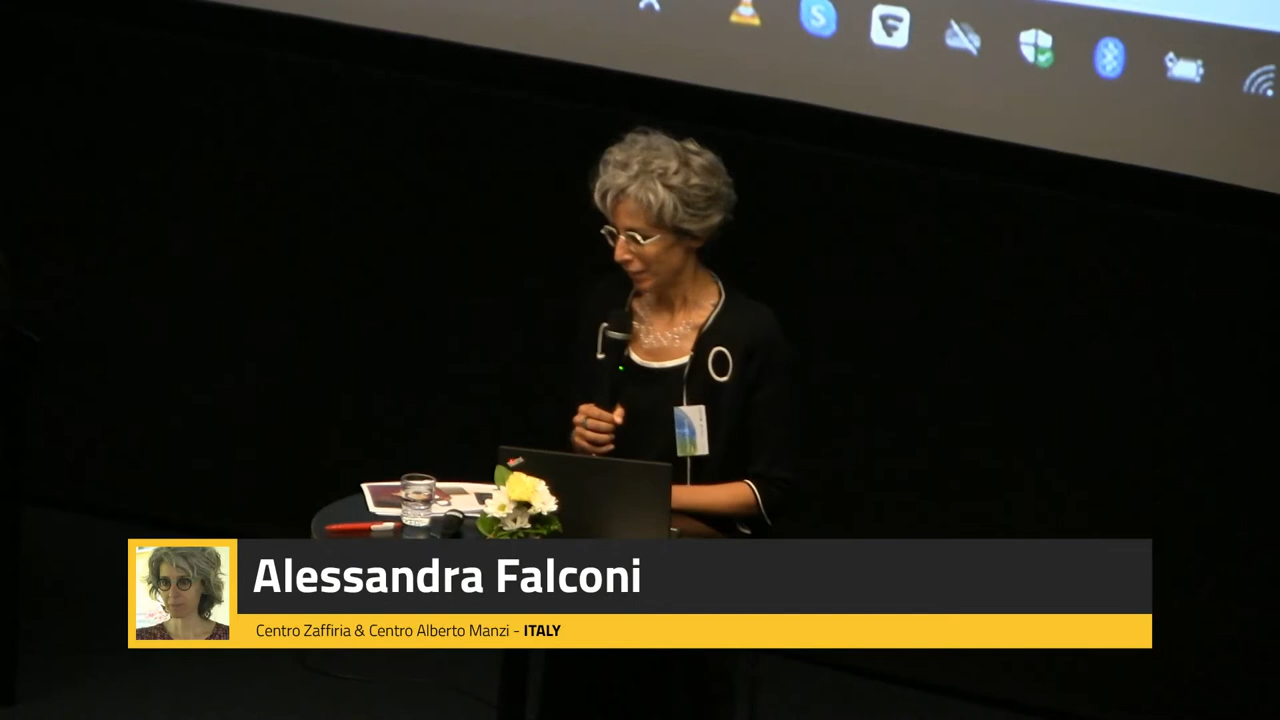 S
Alessandra Falconi
Centro Zaffiria & Centro Alberto Manzi - ITALY